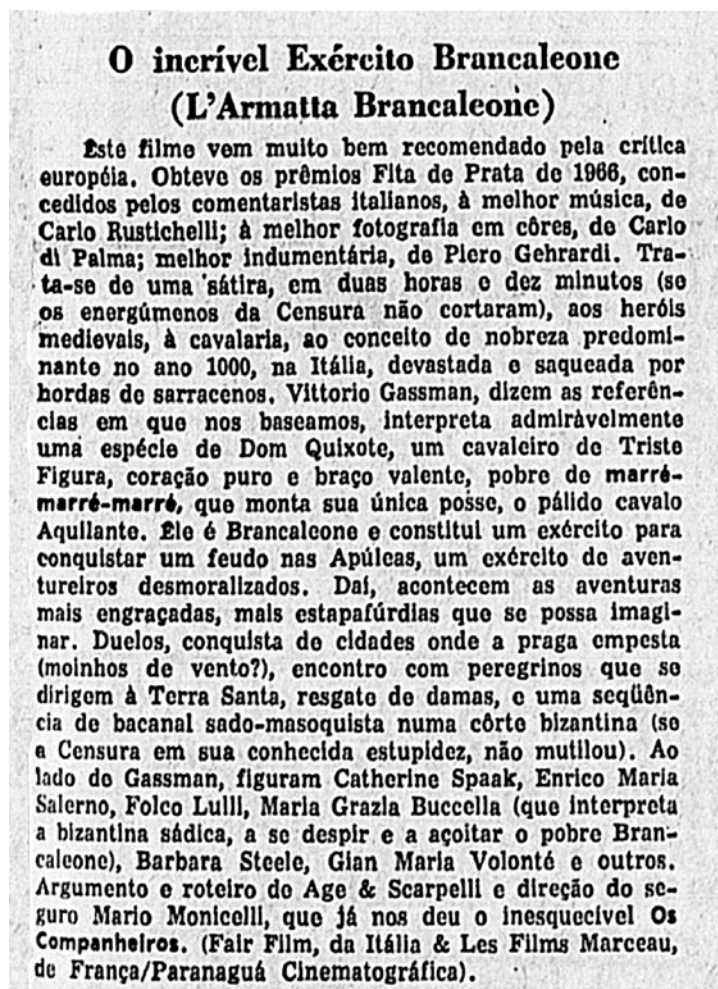 O incrível Exército Brancaleone
(L'Armatta Brancaleone)
Este filme vem muito bem recomendado pela crítica
européia. Obteve os prêmios Fita de Prata de 1966, con-
cedidos pelos comentaristas italianos, à melhor música, de
Carlo Rustichelli; à melhor fotografia em côres, de Carlo
di Palma; melhor indumentária, de Piero Gehrardi. Tra-
ta-se de uma sátira, em duas horas e dez minutos (se
os energúmenos da Censura não cortaram), aos heróis
medievais, à cavalaria, ao conceito de nobreza predomi-
nante no ano 1000, na Itália, devastada e saqueada por
hordas de sarracenos. Vittorio Gassman, dizem as referên-
cias em que nos baseamos, interpreta admiràvelmente
uma espécie de Dom Quixote, um cavaleiro de Triste
Figura, coração puro e braço valente, pobre de marré-
marré-marré, que monta sua única posse, o pálido cavalo
Aquilante. Ele é Brancaleone e constitui um exército para
conquistar um feudo nas Apúleas, um exército de aven-
tureiros desmoralizados. Daí, acontecem as aventuras
mais engraçadas, mais estapafúrdias que se possa imagi-
nar. Duelos, conquista de cidades onde a praga empesta
(moinhos de vento?), encontro com peregrinos que se
dirigem à Terra Santa, resgate de damas, e uma seqüên-
cia de bacanal sado-masoquista numa côrte bizantina (se
a Censura em sua conhecida estupidez, não mutilou). Ao
lado de Gassman, figuram Catherine Spaak, Enrico Maria
Salerno, Folco Lulli, Maria Grazia Buccella (que interpreta
a bizantina sádica, a se despir e a açoitar o pobre Bran-
caleone), Barbara Steele, Gian Maria Volonté e outros.
Argumento e roteiro de Age & Scarpelli e direção do se-
guro Mario Monicelli, que já nos deu o inesquecível Os
Companheiros. (Fair Film, da Itália & Les Films Marceau,
de França/Paranaguá Cinematográfica).